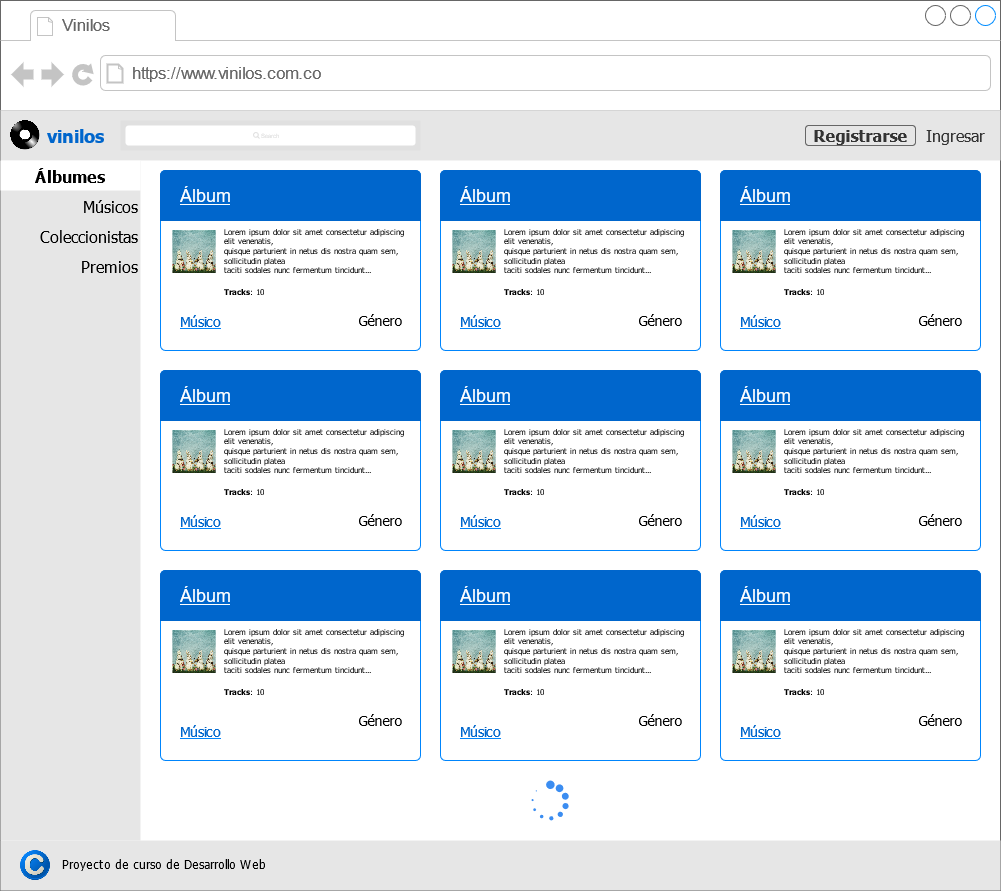 Vinilos
https://www.vinilos.com.co
vinilos
Search
Registrarse
Ingresar
Álbumes
Músicos
Coleccionistas
Premios
Álbum
Lorem ipsum dolor sit amet consectetur adipiscing
elit venenatis,
quisque parturient in netus dis nostra quam sem,
sollicitudin platea
taciti sodales nunc fermentum tincidunt...
Tracks: 10
Músico
Género
Álbum
Lorem ipsum dolor sit amet consectetur adipiscing
elit venenatis,
quisque parturient in netus dis nostra quam sem,
sollicitudin platea
taciti sodales nunc fermentum tincidunt...
Tracks: 10
Músico
Género
Álbum
Lorem ipsum dolor sit amet consectetur adipiscing
elit venenatis,
quisque parturient in netus dis nostra quam sem,
sollicitudin platea
taciti sodales nunc fermentum tincidunt...
Tracks: 10
Músico
Género
Álbum
Lorem ipsum dolor sit amet consectetur adipiscing
elit venenatis,
quisque parturient in netus dis nostra quam sem,
sollicitudin platea
taciti sodales nunc fermentum tincidunt...
Tracks: 10
Músico
Género
Álbum
Lorem ipsum dolor sit amet consectetur adipiscing
elit venenatis,
quisque parturient in netus dis nostra quam sem,
sollicitudin platea
taciti sodales nunc fermentum tincidunt...
Tracks: 10
Músico
Género
Álbum
Lorem ipsum dolor sit amet consectetur adipiscing
elit venenatis,
quisque parturient in netus dis nostra quam sem,
sollicitudin platea
taciti sodales nunc fermentum tincidunt...
Tracks: 10
Músico
Género
Álbum
Lorem ipsum dolor sit amet consectetur adipiscing
elit venenatis,
quisque parturient in netus dis nostra quam sem,
sollicitudin platea
taciti sodales nunc fermentum tincidunt...
Tracks: 10
Músico
Género
Álbum
Lorem ipsum dolor sit amet consectetur adipiscing
elit venenatis,
quisque parturient in netus dis nostra quam sem,
sollicitudin platea
taciti sodales nunc fermentum tincidunt...
Tracks: 10
Músico
Género
Álbum
Lorem ipsum dolor sit amet consectetur adipiscing
elit venenatis,
quisque parturient in netus dis nostra quam sem,
sollicitudin platea
taciti sodales nunc fermentum tincidunt...
Tracks: 10
Músico
Género
Proyecto de curso de Desarrollo Web